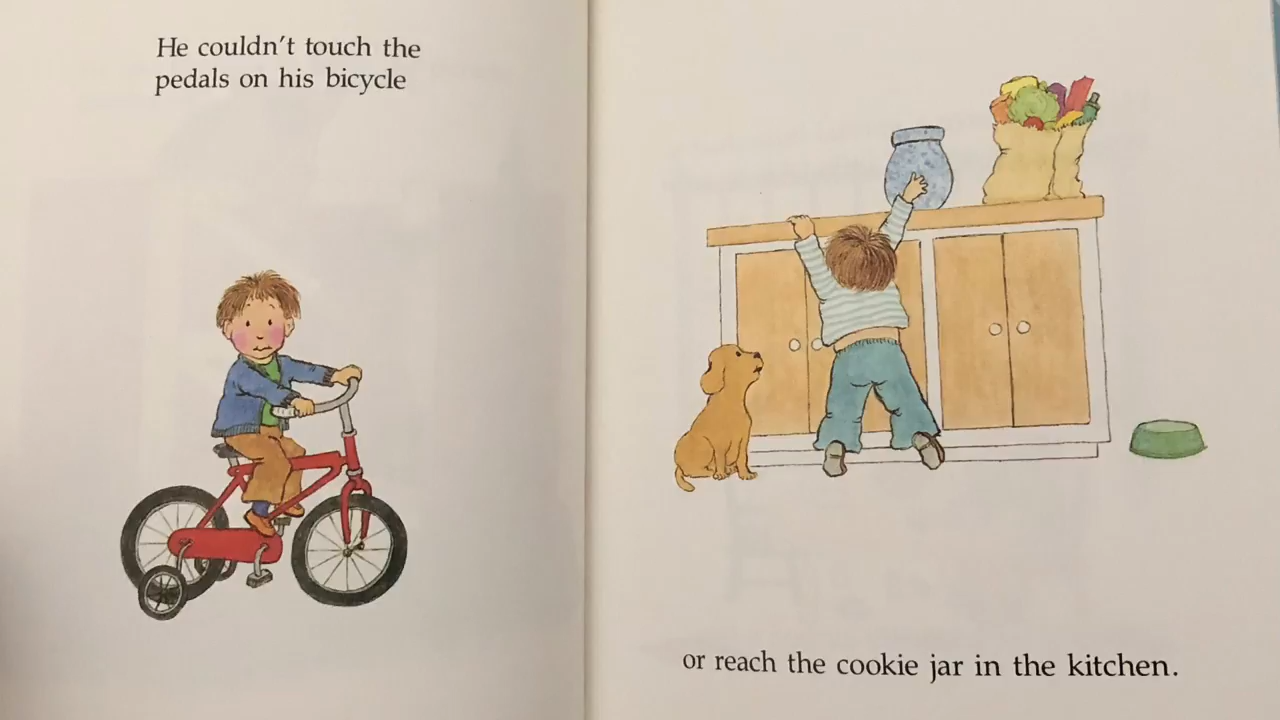 He couldn't touch the
pedals on his bicycle
or reach the cookie jar in the kitchen.